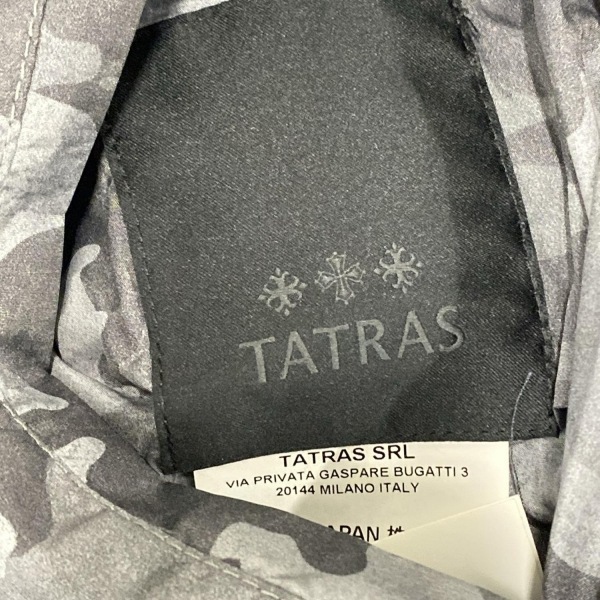 TATRAS
TATRAS SRL
VIA PRIVATA GASPARE BUGATTI 3
20144 MILANO ITALY